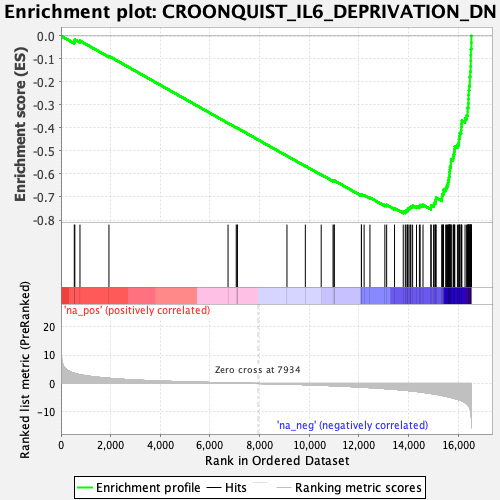 Enrichment plot: CROONQUIST_IL6_DEPRIVATION_DN
Enrichment score (ES)
0.0
-0.1
-0.2
-0.3
-0.4
-0.5
-0.6
-0.7
-0.8
'na_pos' (positively correlated)
Ranked list metric (PreRanked)
20
10
0
-10
Zero cross at 7934
'na_neg' (negatively correlated)
0
2,000
4,000
6,000
8,000
10,000
12,000
14,000
16,000
Rank in Ordered Dataset
Enrichment profile
Hits
Ranking metric scores